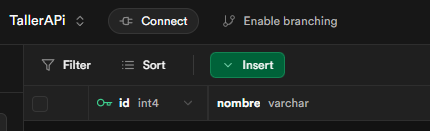 TallerAPi Connect Enable branching
Filter Sort Insert
id int4 nombre varchar